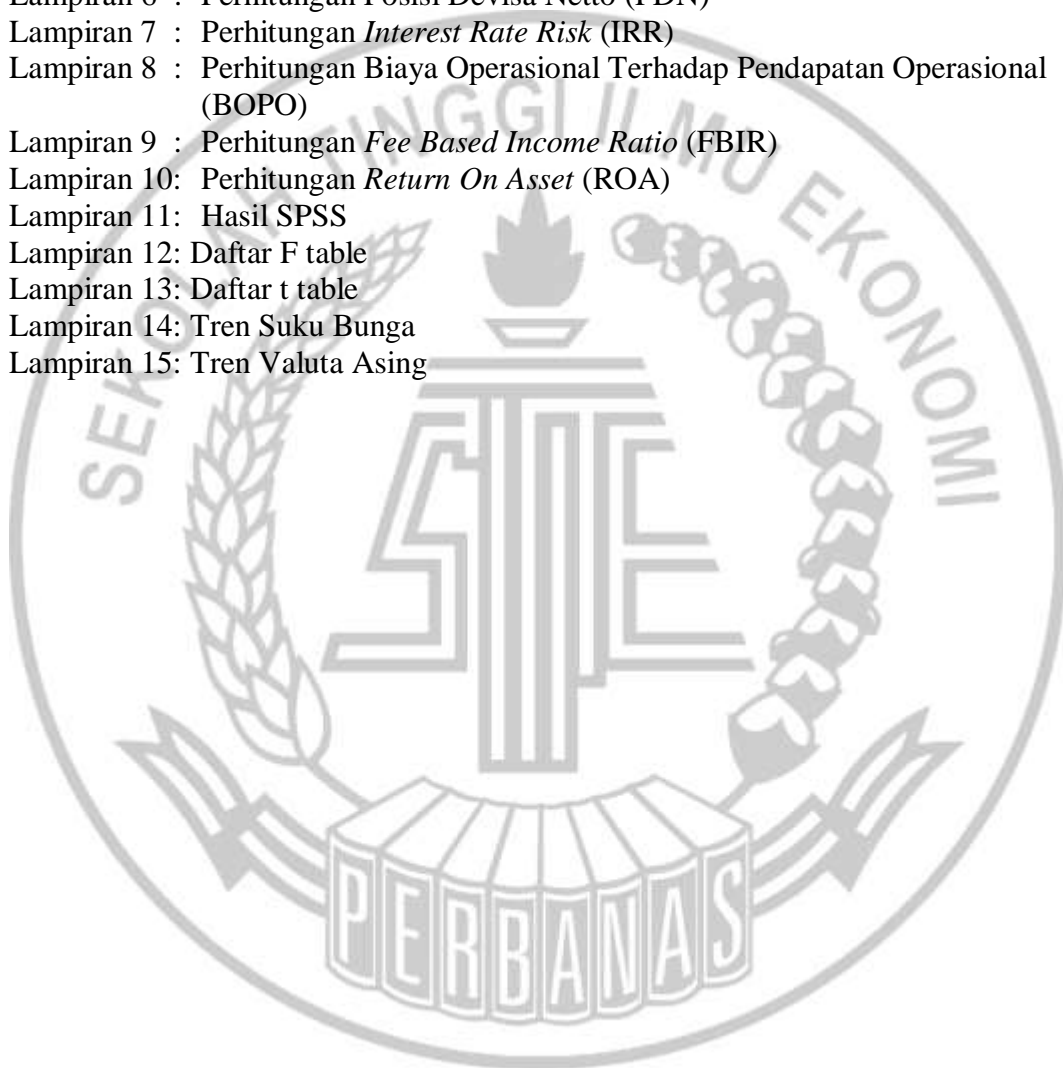 Lampiran 6 : Perhitungan Posisi Devisa Netto (PDN)
Lampiran 7 : Perhitungan Interest Rate Risk (IRR)
Lampiran 8 : Perhitungan Biaya Operasional Terhadap Pendapatan Operasional
(BOPO)
Lampiran 9 : Perhitungan Fee Based Income Ratio (FBIR)
Lampiran 10: Perhitungan Return On Asset (ROA)
Lampiran 11: Hasil SPSS
Lampiran 12: Daftar F table
Lampiran 13: Daftar t table
Lampiran 14: Tren Suku Bunga
Lampiran 15: Tren Valuta Asing
SEKOLAH TINGGI ILMU EKONOMI
STIE
PERBANAS